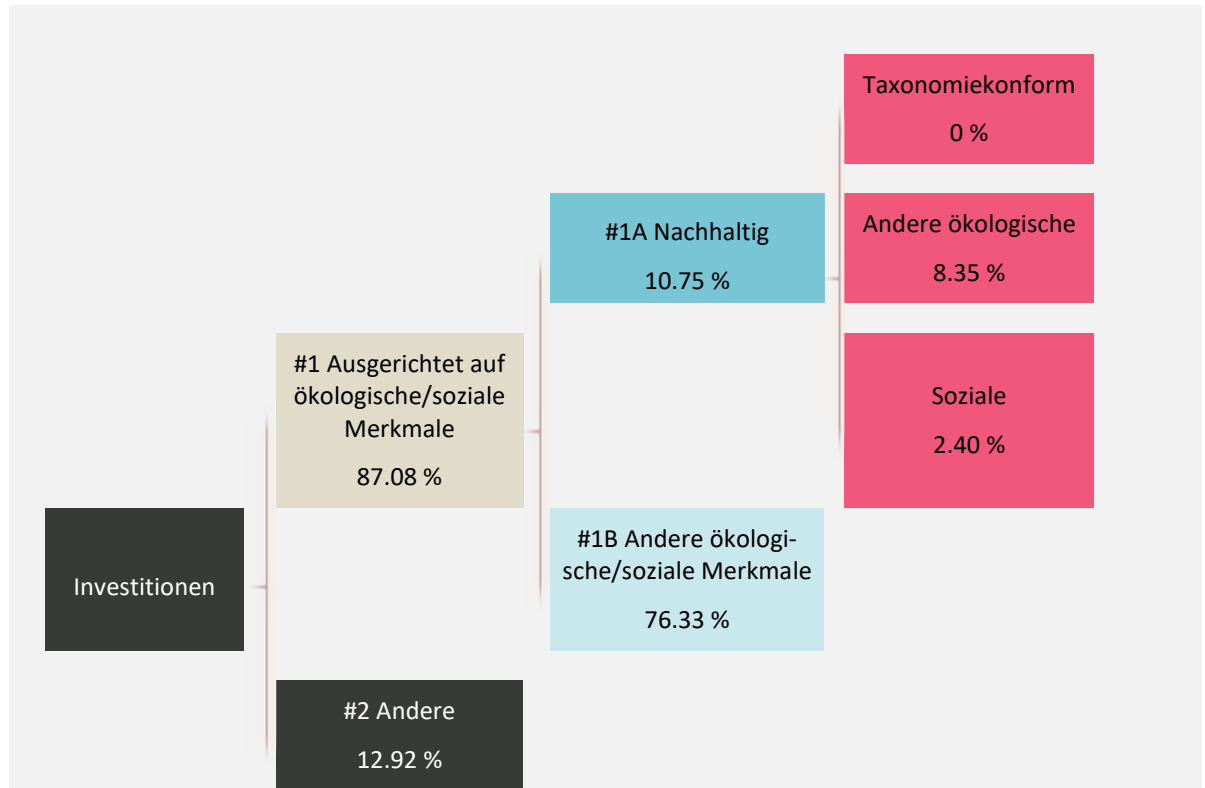 Taxonomiekonform
0 %
#1A Nachhaltig
10.75 %
Andere ökologische
8.35 %
#1 Ausgerichtet auf
ökologische/soziale
Merkmale
87.08 %
Soziale
2.40 %
Investitionen
#1B Andere ökologi-
sche/soziale Merkmale
76.33 %
#2 Andere
12.92 %